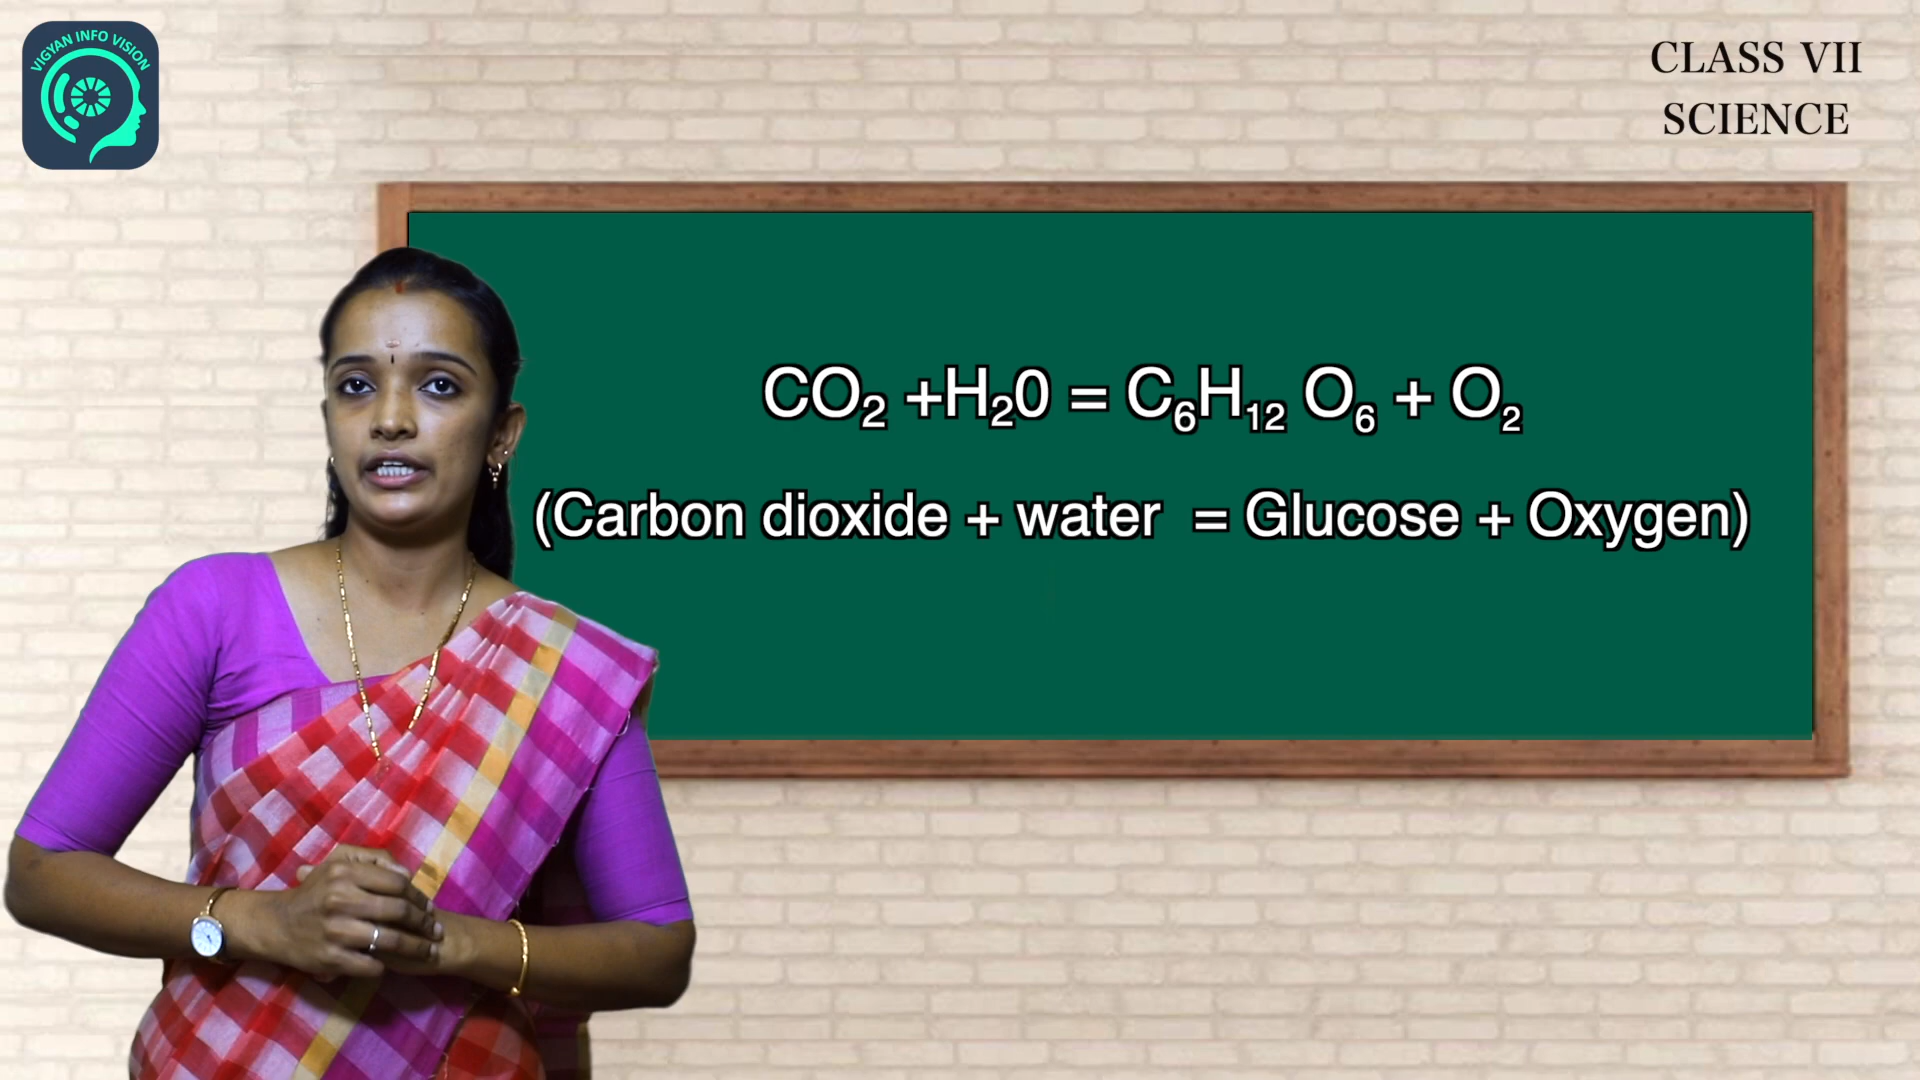 VIGYAN INFO VISION
CLASS VII
SCIENCE
CO₂ +H₂0 = C₆H₁₂ O₆ + O₂
(Carbon dioxide + water = Glucose + Oxygen)